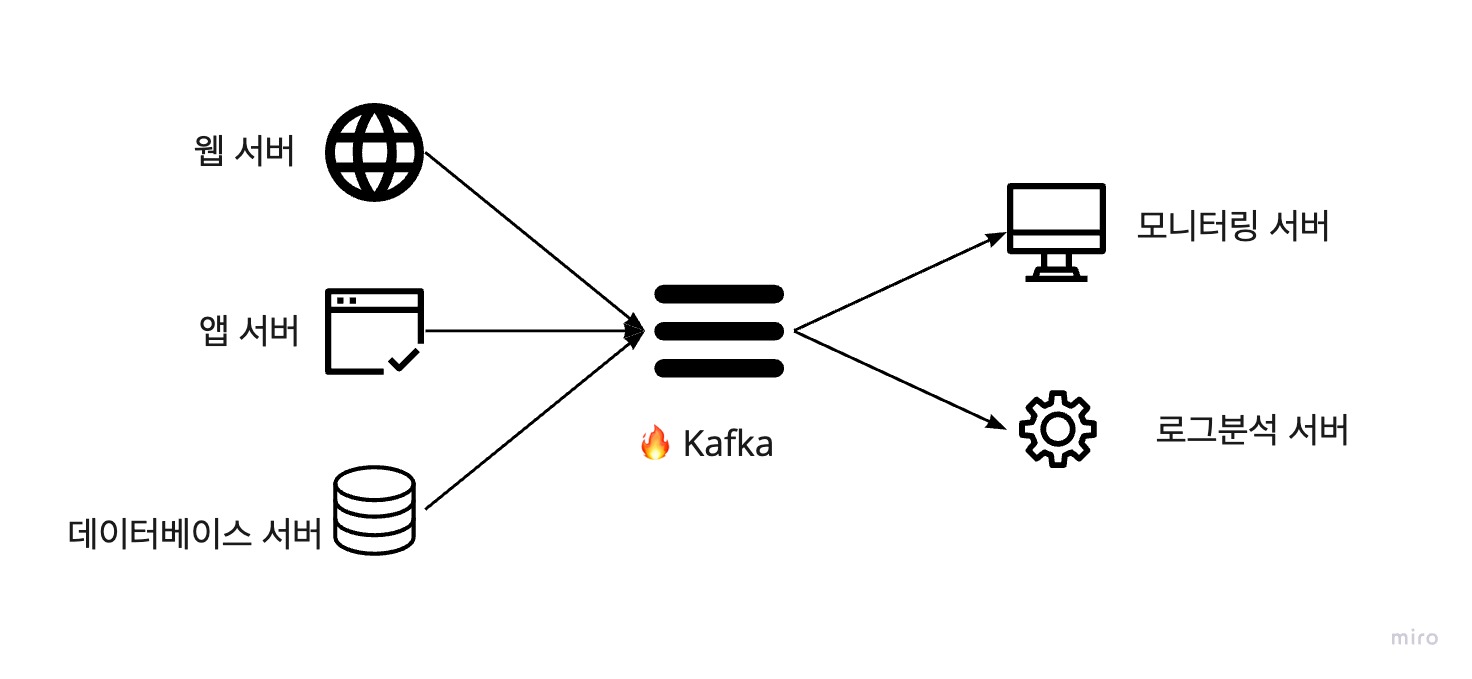 웹 서버
앱 서버
데이터베이스 서버
🔥 Kafka
모니터링 서버
로그분석 서버
miro